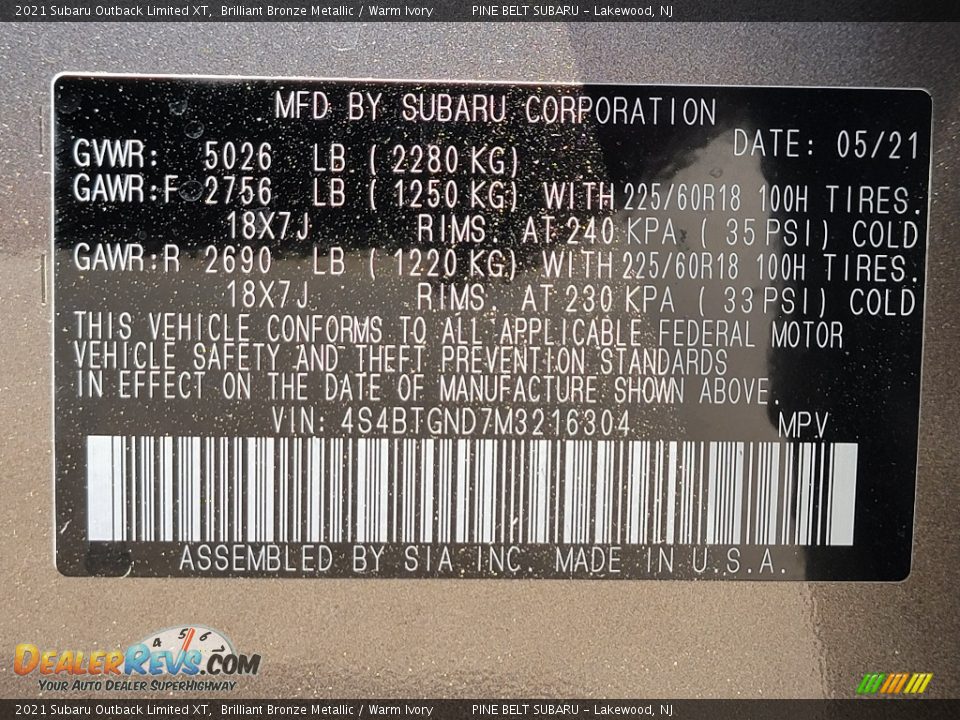 2021 Subaru Outback Limited XT, Brilliant Bronze Metallic / Warm Ivory PINE BELT SUBARU - Lakewood, NJ
MFD BY SUBARU CORPORATION
DATE: 05/21
GVWR: 5026 LB ( 2280 KG)
GAWR:F 2756 LB ( 1250 KG) WITH 225/60R18 100H TIRES.
18X7J RIMS. AT 240 KPA ( 35 PSI) COLD
GAWR:R 2690 LB ( 1220 KG) WITH 225/60R18 100H TIRES.
18X7J RIMS. AT 230 KPA ( 33 PSI) COLD
THIS VEHICLE CONFORMS TO ALL APPLICABLE FEDERAL MOTOR
VEHICLE SAFETY AND THEFT PREVENTION STANDARDS
IN EFFECT ON THE DATE OF MANUFACTURE SHOWN ABOVE.
VIN: 4S4BTGND7M3216304 MPV
ASSEMBLED BY SIA INC. MADE IN U.S.A.
4 5 6 7
DEALERREVS.COM
YOUR AUTO DEALER SUPERHIGHWAY
2021 Subaru Outback Limited XT, Brilliant Bronze Metallic / Warm Ivory PINE BELT SUBARU - Lakewood, NJ